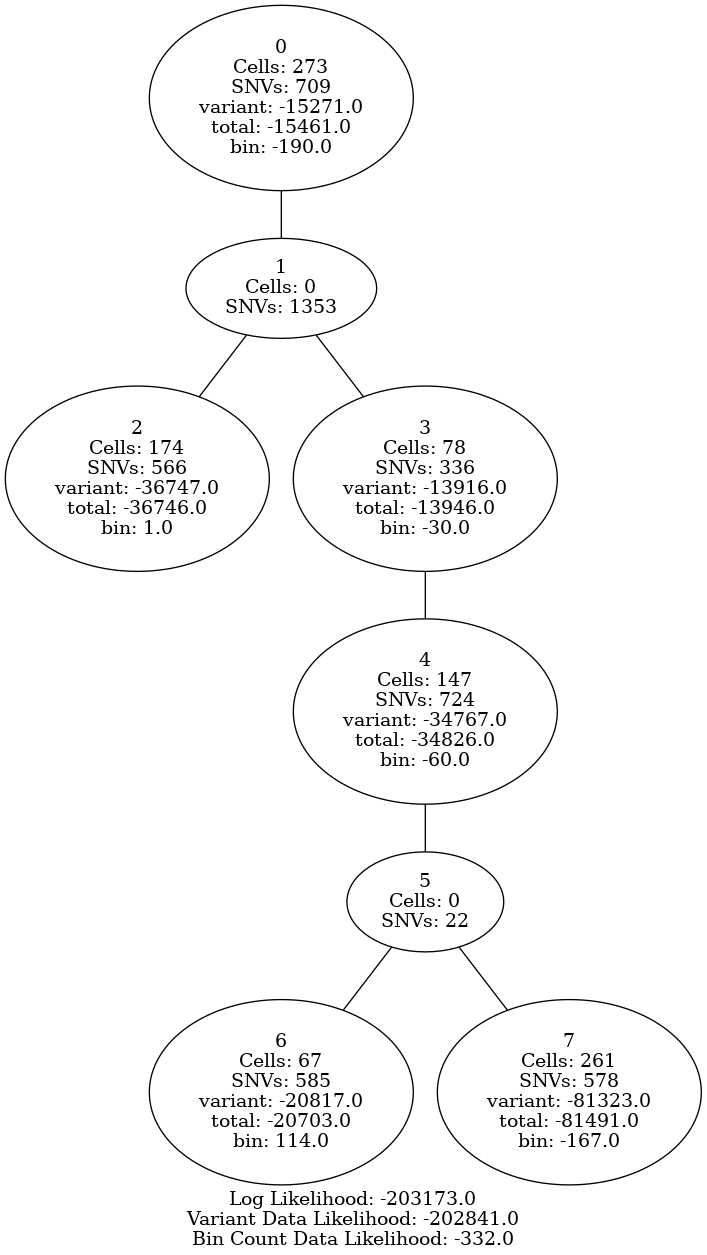 0
Cells: 273
SNVs: 709
variant: -15271.0
total: -15461.0
bin: -190.0
1
Cells: 0
SNVs: 1353
2
Cells: 174
SNVs: 566
variant: -36747.0
total: -36746.0
bin: 1.0
3
Cells: 78
SNVs: 336
variant: -13916.0
total: -13946.0
bin: -30.0
4
Cells: 147
SNVs: 724
variant: -34767.0
total: -34826.0
bin: -60.0
5
Cells: 0
SNVs: 22
6
Cells: 67
SNVs: 585
variant: -20817.0
total: -20703.0
bin: 114.0
7
Cells: 261
SNVs: 578
variant: -81323.0
total: -81491.0
bin: -167.0
Log Likelihood: -203173.0
Variant Data Likelihood: -202841.0
Bin Count Data Likelihood: -332.0